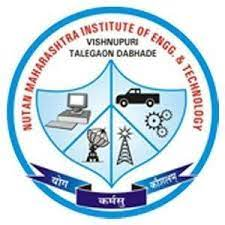 NUTAN MAHARASHTRA INSTITUTE OF ENGG. & TECHNOLOGY
VISHNUPURI
TALEGAON DABHADE
योग
कर्मसु
कौशलम्